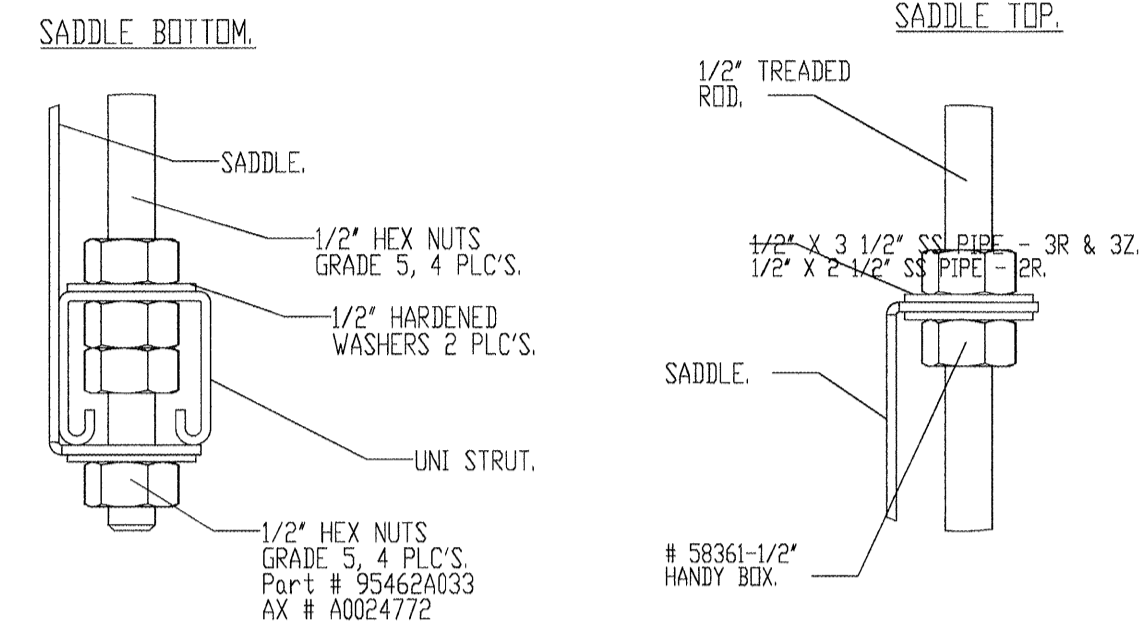 SADDLE BOTTOM.
SADDLE.
1/2" HEX NUTS
GRADE 5, 4 PLC'S.
1/2" HARDENED
WASHERS 2 PLC'S.
UNI STRUT.
1/2" HEX NUTS
GRADE 5, 4 PLC'S.
Part # 95462A033
AX # A0024772
SADDLE TOP.
1/2" TREADED
ROD.
1/2" X 3 1/2" SS PIPE - 3R & 3Z.
1/2" X 2 1/2" SS PIPE - 2R.
SADDLE.
# 58361-1/2"
HANDY BOX.